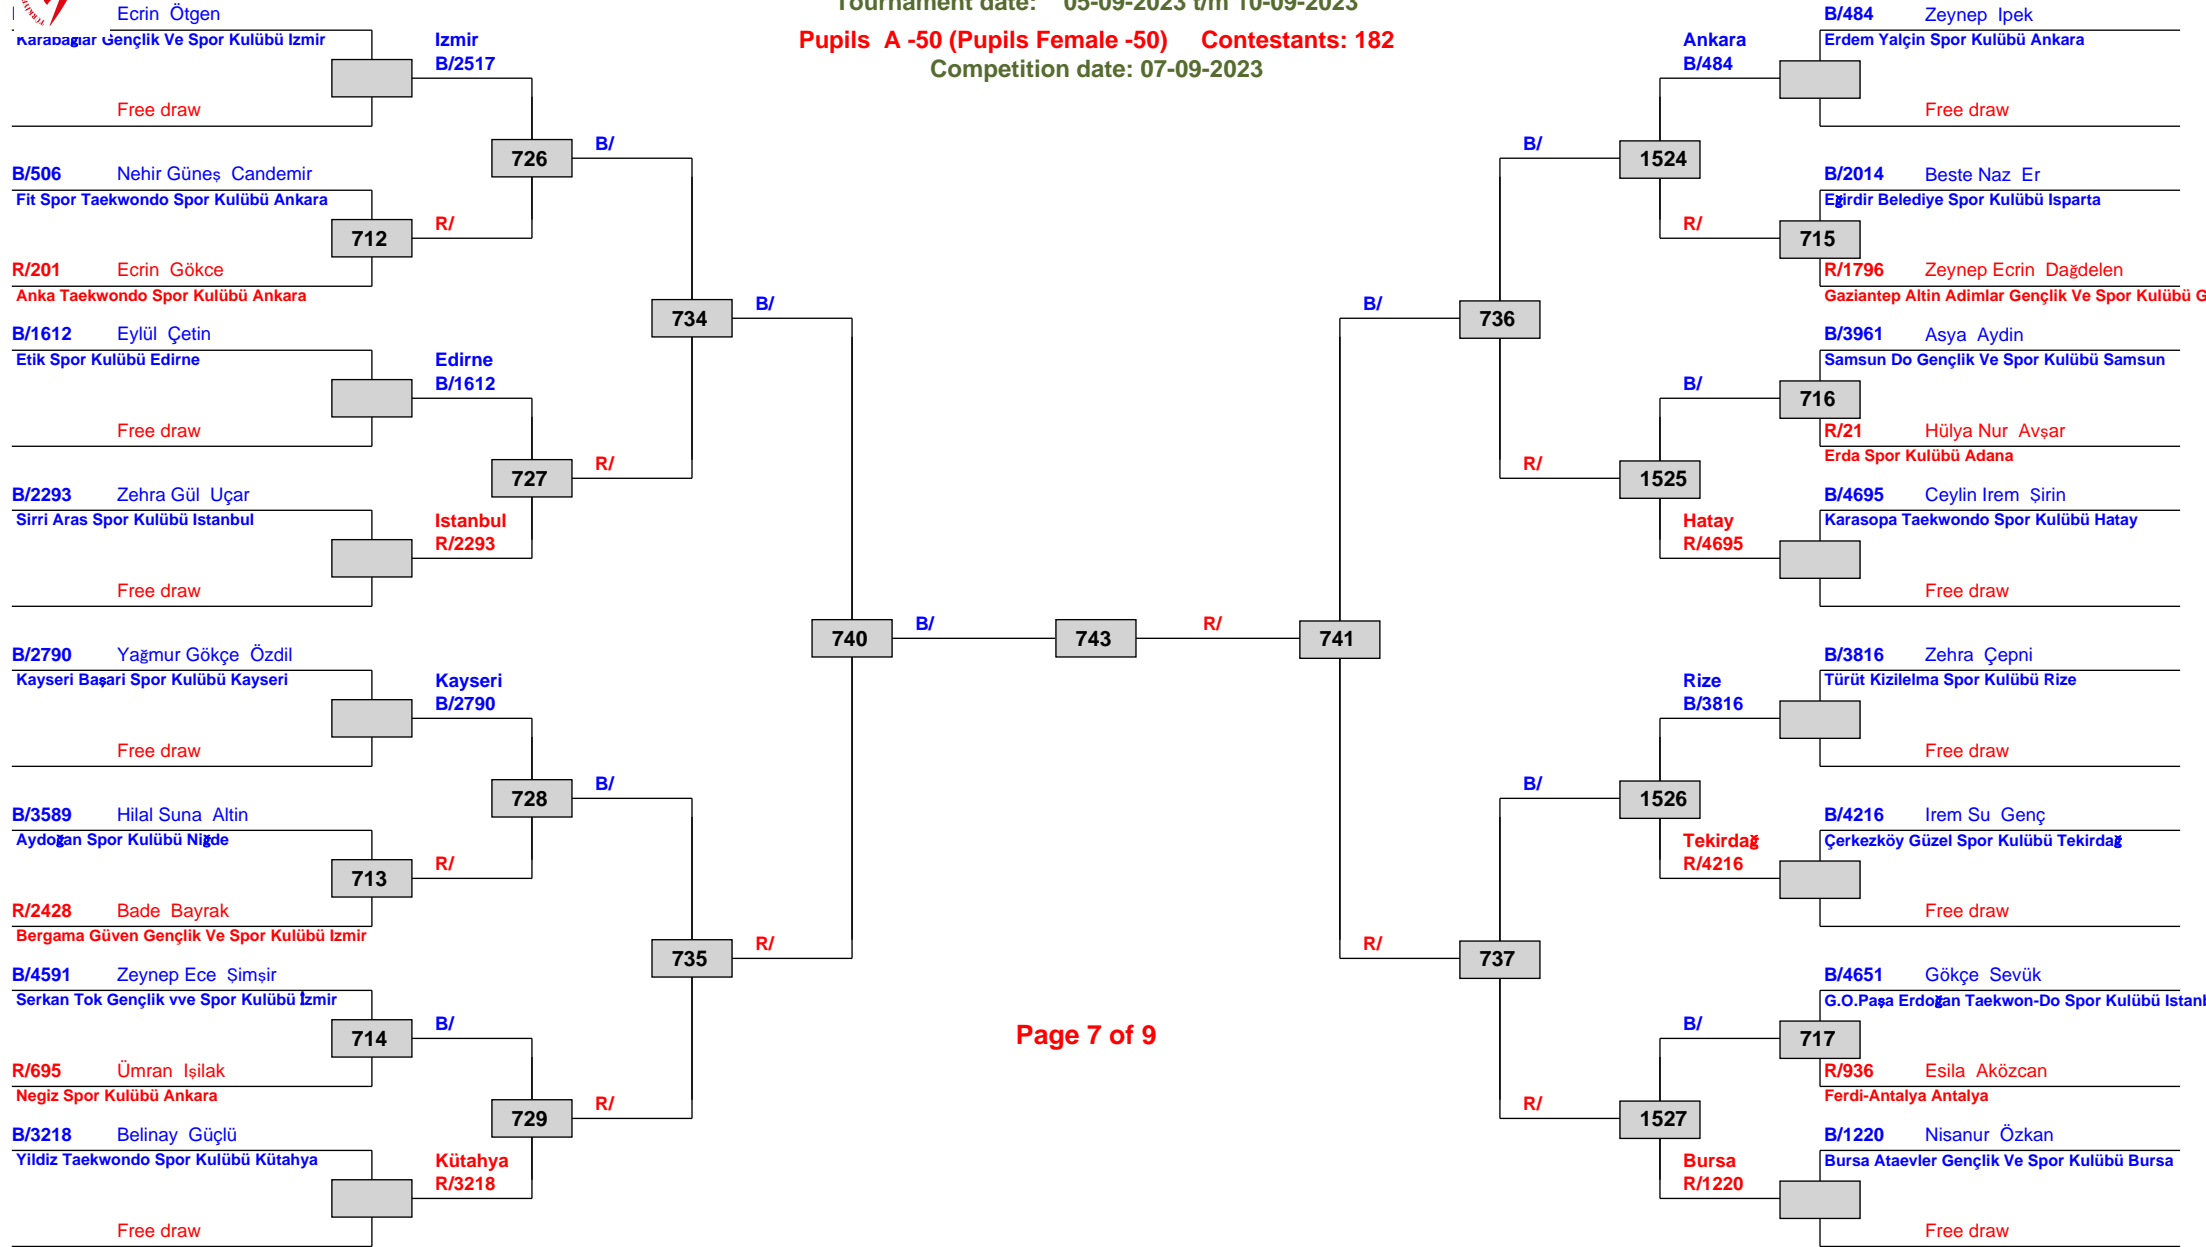 Tournament date: 05-09-2023 t/m 10-09-2023
Pupils A -50 (Pupils Female -50) Contestants: 182
Competition date: 07-09-2023
Ecrin Ötgen
Karabağlar Gençlik Ve Spor Kulübü Izmir
Free draw
B/506 Nehir Güneş Candemir
Fit Spor Taekwondo Spor Kulübü Ankara
712
R/201 Ecrin Gökce
Anka Taekwondo Spor Kulübü Ankara
B/1612 Eylül Çetin
Etik Spor Kulübü Edirne
Free draw
B/2293 Zehra Gül Uçar
Sirri Aras Spor Kulübü Istanbul
Free draw
B/2790 Yağmur Gökçe Özdil
Kayseri Başari Spor Kulübü Kayseri
Free draw
B/3589 Hilal Suna Altin
Aydoğan Spor Kulübü Niğde
713
R/2428 Bade Bayrak
Bergama Güven Gençlik Ve Spor Kulübü Izmir
B/4591 Zeynep Ece Şimşir
Serkan Tok Gençlik vve Spor Kulübü İzmir
714
R/695 Ümran Işilak
Negiz Spor Kulübü Ankara
B/3218 Belinay Güçlü
Yildiz Taekwondo Spor Kulübü Kütahya
Free draw
Izmir
B/2517
726
R/
Edirne
B/1612
727
Istanbul
R/2293
Kayseri
B/2790
728
R/
B/
729
Kütahya
R/3218
B/
734
R/
B/
735
R/
B/
740
R/
B/
743
R/
741
B/
R/
736
B/
R/
737
B/
R/
Ankara
B/484
1524
R/
B/
1525
Hatay
R/4695
Rize
B/3816
1526
Tekirdağ
R/4216
B/
1527
Bursa
R/1220
B/484 Zeynep Ipek
Erdem Yalçin Spor Kulübü Ankara
Free draw
B/2014 Beste Naz Er
Eğirdir Belediye Spor Kulübü Isparta
715
R/1796 Zeynep Ecrin Dağdelen
Gaziantep Altin Adimlar Gençlik Ve Spor Kulübü G
B/3961 Asya Aydin
Samsun Do Gençlik Ve Spor Kulübü Samsun
716
R/21 Hülya Nur Avşar
Erda Spor Kulübü Adana
B/4695 Ceylin Irem Şirin
Karasopa Taekwondo Spor Kulübü Hatay
Free draw
B/3816 Zehra Çepni
Türüt Kizilelma Spor Kulübü Rize
Free draw
B/4216 Irem Su Genç
Çerkezköy Güzel Spor Kulübü Tekirdağ
Free draw
B/4651 Gökçe Sevük
G.O.Paşa Erdoğan Taekwon-Do Spor Kulübü Istanb
717
R/936 Esila Aközcan
Ferdi-Antalya Antalya
B/1220 Nisanur Özkan
Bursa Ataevler Gençlik Ve Spor Kulübü Bursa
Free draw
Page 7 of 9